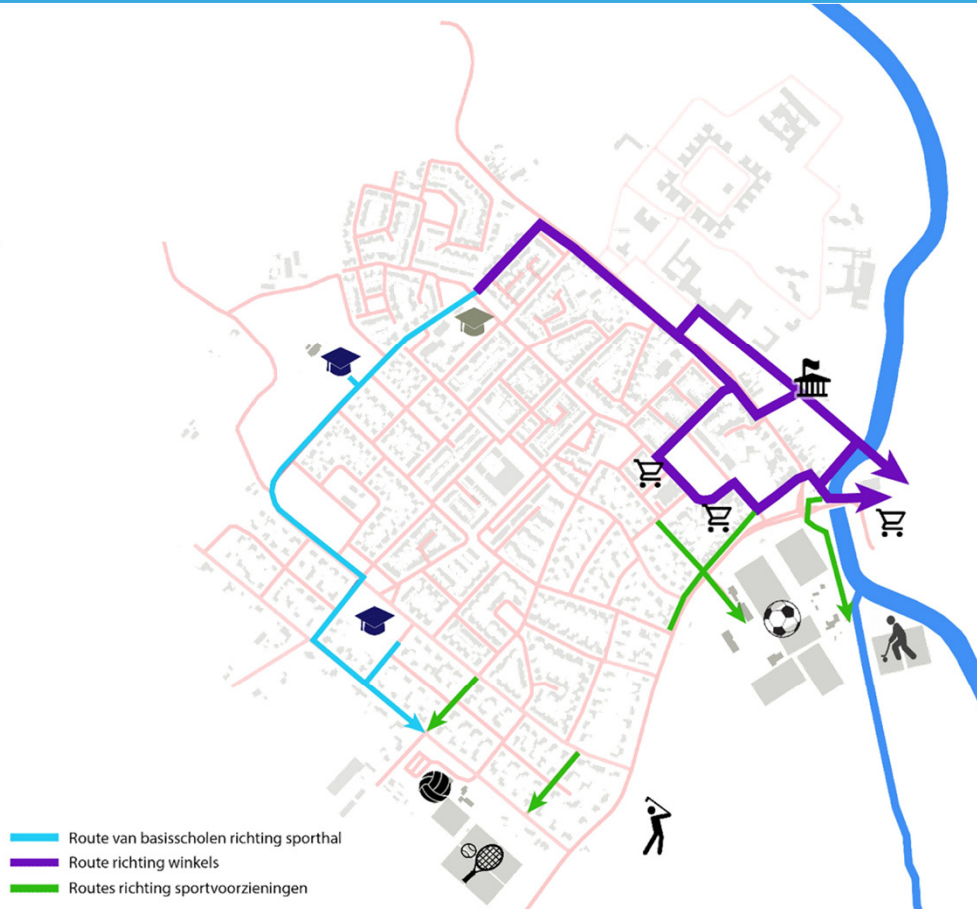 Route van basisscholen richting sporthal
Route richting winkels
Routes richting sportvoorzieningen